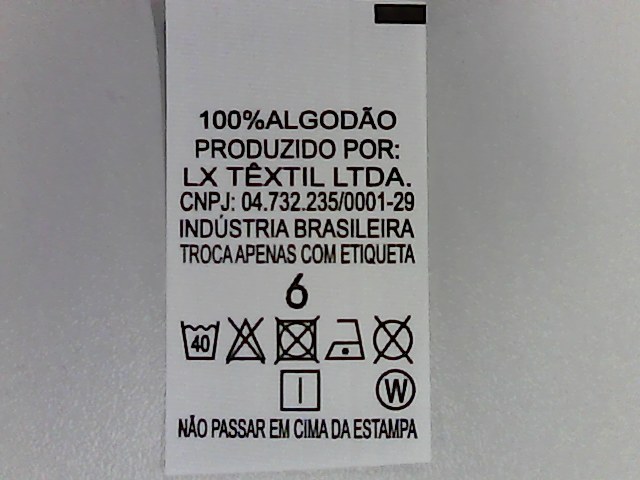 100%ALGODÃO
PRODUZIDO POR:
LX TÊXTIL LTDA.
CNPJ: 04.732.235/0001-29
INDÚSTRIA BRASILEIRA
TROCA APENAS COM ETIQUETA
6
40
W
NÃO PASSAR EM CIMA DA ESTAMPA